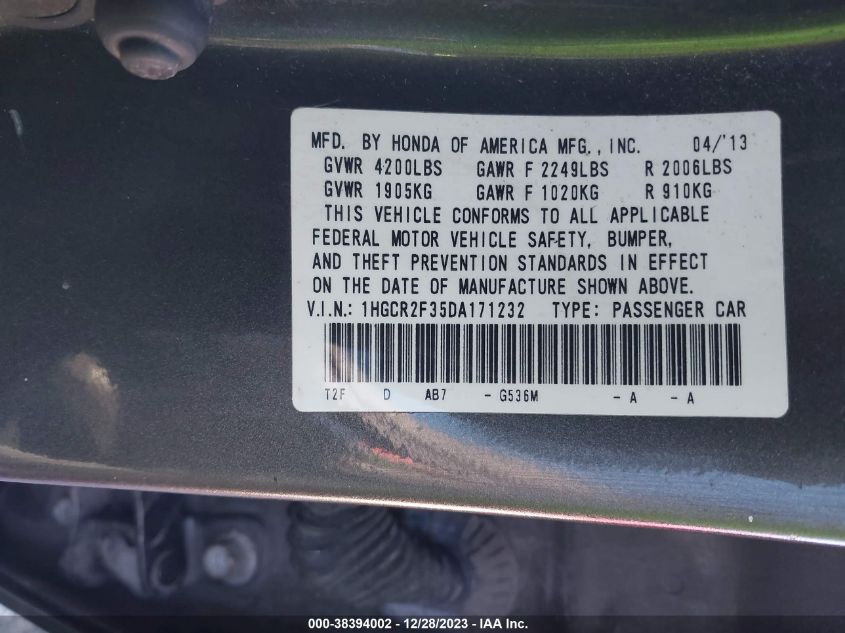 MFD. BY HONDA OF AMERICA MFG., INC. 04/'13
GVWR 4200LBS GAWR F 2249LBS R 2006LBS
GVWR 1905KG GAWR F 1020KG R 910KG
THIS VEHICLE CONFORMS TO ALL APPLICABLE
FEDERAL MOTOR VEHICLE SAFETY, BUMPER,
AND THEFT PREVENTION STANDARDS IN EFFECT
ON THE DATE OF MANUFACTURE SHOWN ABOVE.
V.I.N.: 1HGCR2F35DA171232 TYPE: PASSENGER CAR
T2F D AB7 - G536M - A - A
000-38394002 - 12/28/2023 - IAA Inc.